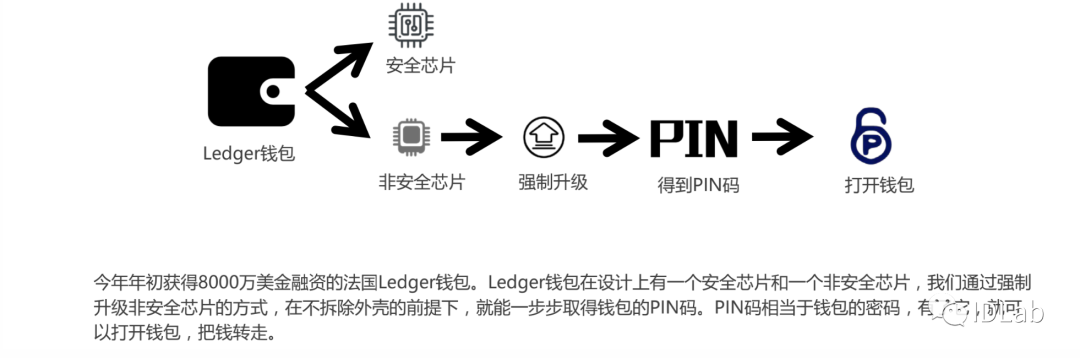 安全芯片
Ledger钱包
PIN
非安全芯片
强制升级
得到PIN码
打开钱包
今年年初获得8000万美金融资的法国Ledger钱包。Ledger钱包在设计上有一个安全芯片和一个非安全芯片，我们通过强制
升级非安全芯片的方式，在不拆除外壳的前提下，就能一步步取得钱包的PIN码。PIN码相当于钱包的密码，有 就可
以打开钱包，把钱转走。
IDLab